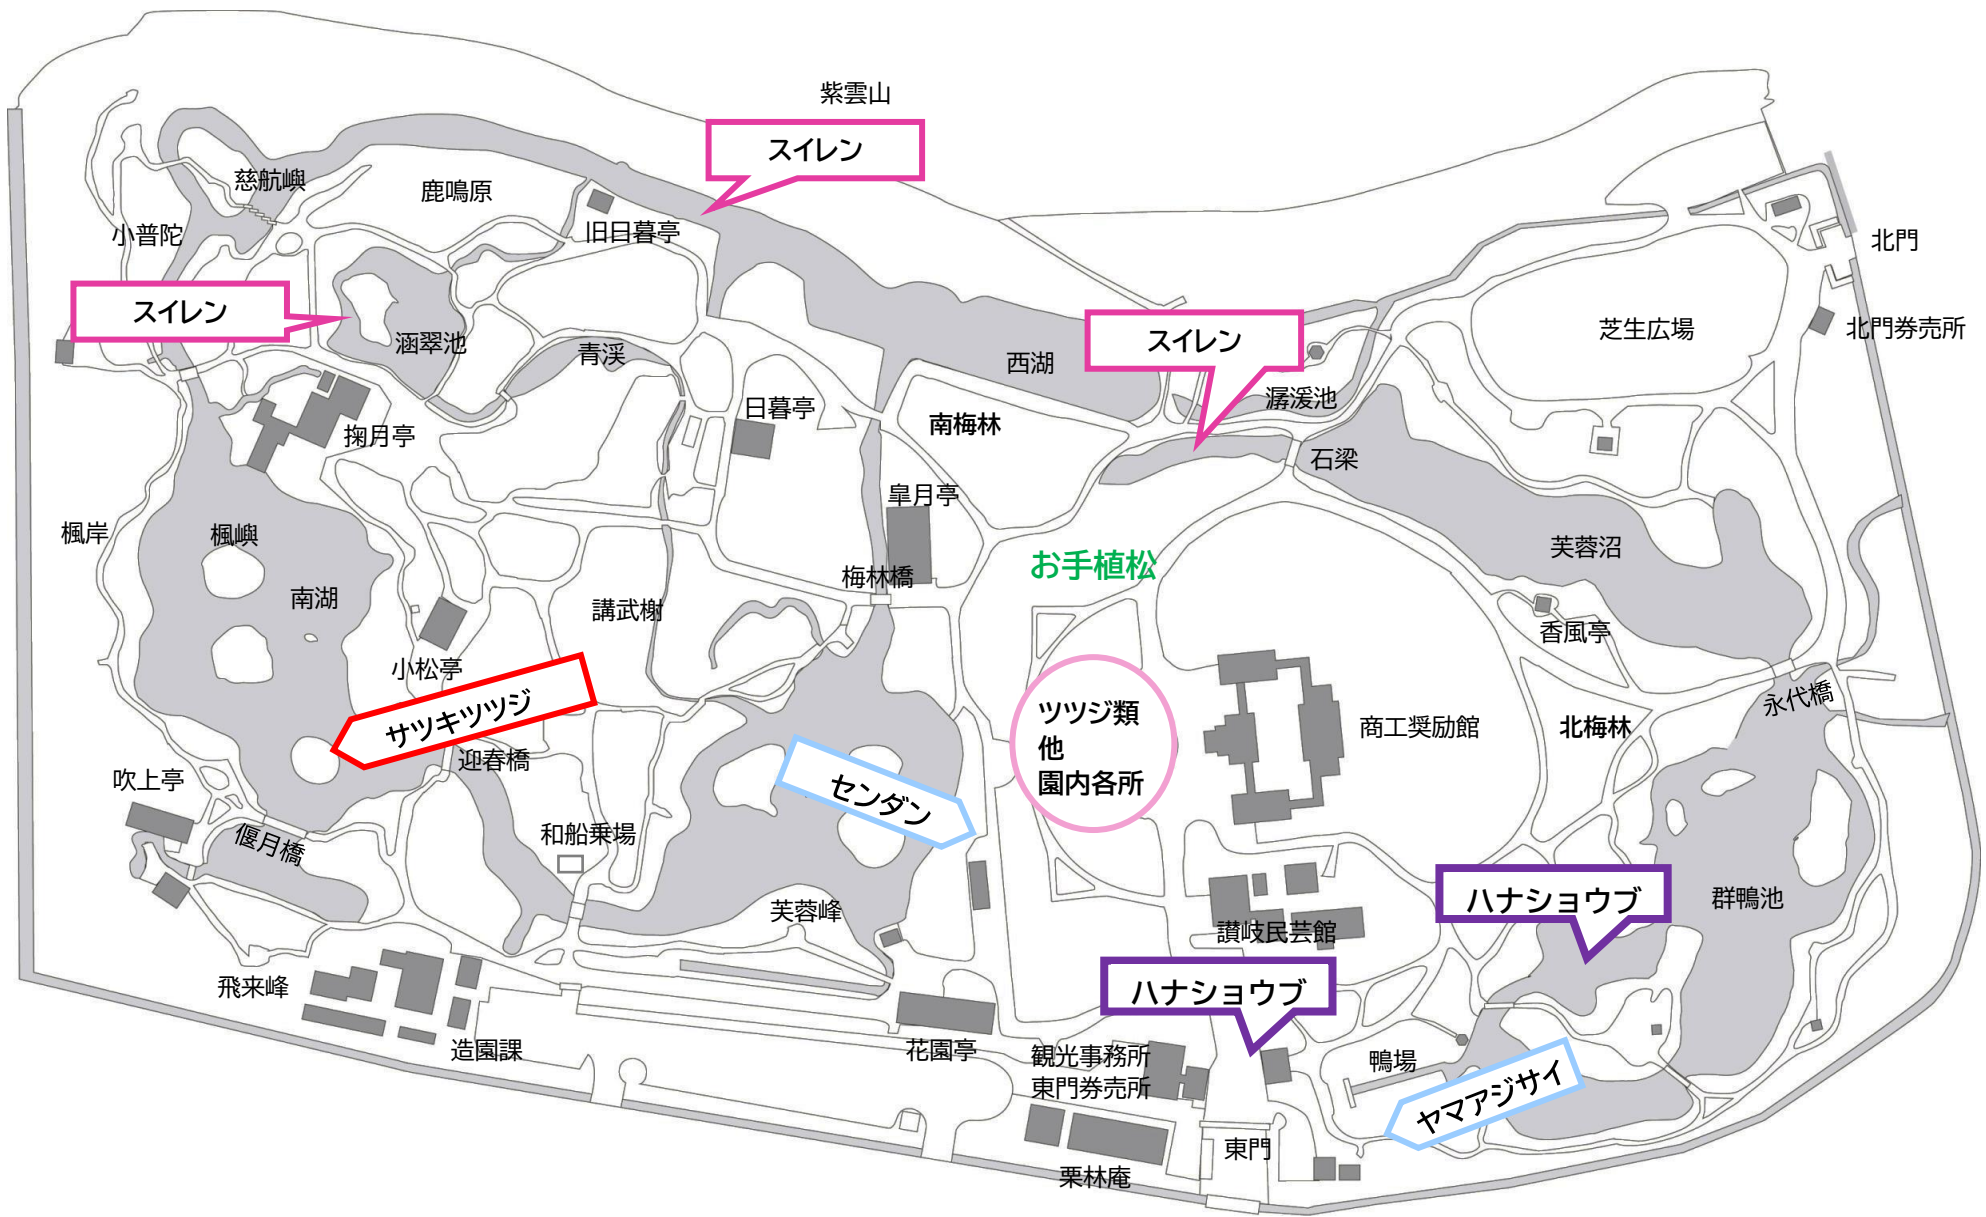 紫雲山
スイレン
慈航嶼
鹿鳴原
小普陀
旧日暮亭
北門
スイレン
涵翠池
青渓
西湖
スイレン
芝生広場
北門券売所
潺湲池
日暮亭
南梅林
掬月亭
石梁
皐月亭
楓岸
楓嶼
お手植松
芙蓉沼
梅林橋
南湖
講武榭
香風亭
小松亭
サツキツツジ
永代橋
ツツジ類
他
園内各所
商工奨励館
北梅林
迎春橋
吹上亭
センダン
和船乗場
偃月橋
ハナショウブ
群鴨池
芙蓉峰
讃岐民芸館
飛来峰
ハナショウブ
造園課
花園亭
観光事務所
東門券売所
鴨場
ヤマアジサイ
東門
栗林庵